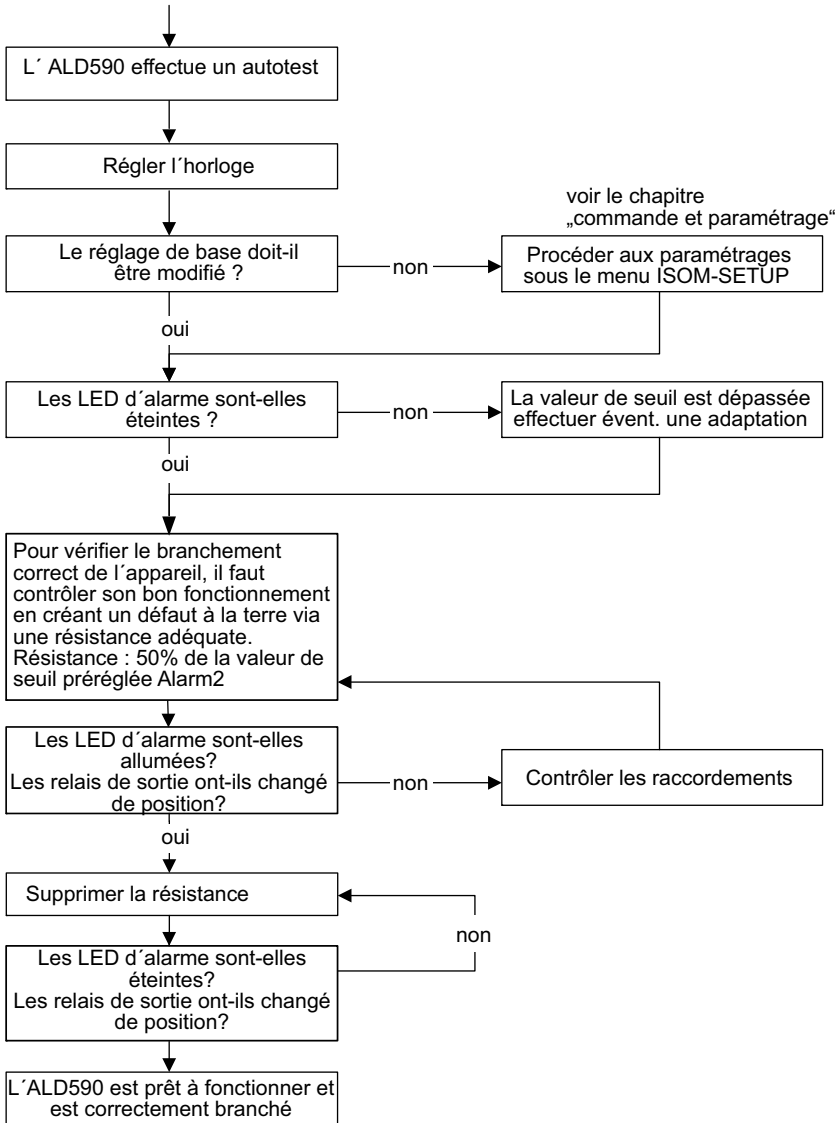 L´ ALD590 effectue un autotest
Régler l´horloge
voir le chapitre
„commande et paramétrage“
Le réglage de base doit-il
être modifié ?
non
Procéder aux paramétrages
sous le menu ISOM-SETUP
oui
Les LED d´alarme sont-elles
éteintes ?
non
La valeur de seuil est dépassée
effectuer évent. une adaptation
oui
Pour vérifier le branchement
correct de l´appareil, il faut
contrôler son bon fonctionnement
en créant un défaut à la terre via
une résistance adéquate.
Résistance : 50% de la valeur de
seuil préréglée Alarm2
Les LED d´alarme sont-elles
allumées?
Les relais de sortie ont-ils changé
de position?
non
Contrôler les raccordements
oui
Supprimer la résistance
non
Les LED d´alarme sont-elles
éteintes?
Les relais de sortie ont-ils changé
de position?
L´ALD590 est prêt à fonctionner et
est correctement branché